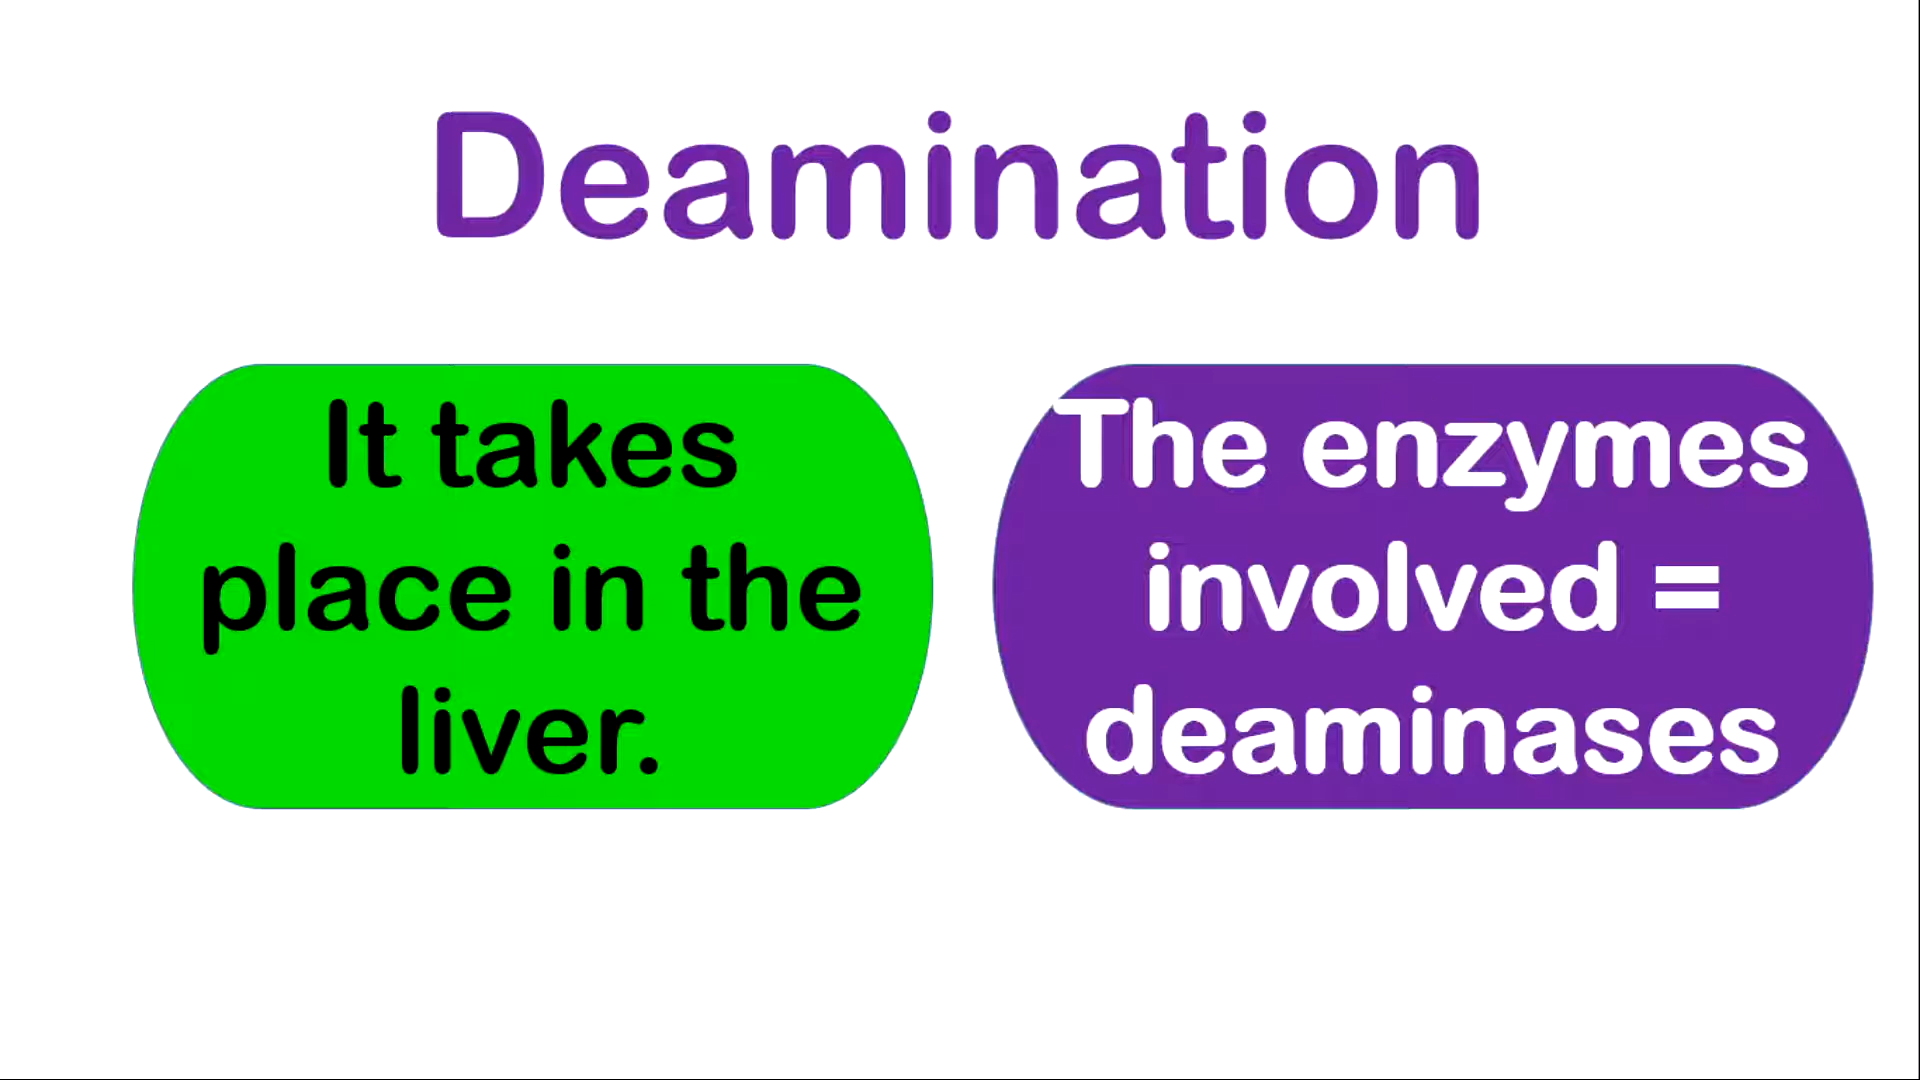 Deamination
It takes
place in the
liver.
The enzymes
involved =
deaminases